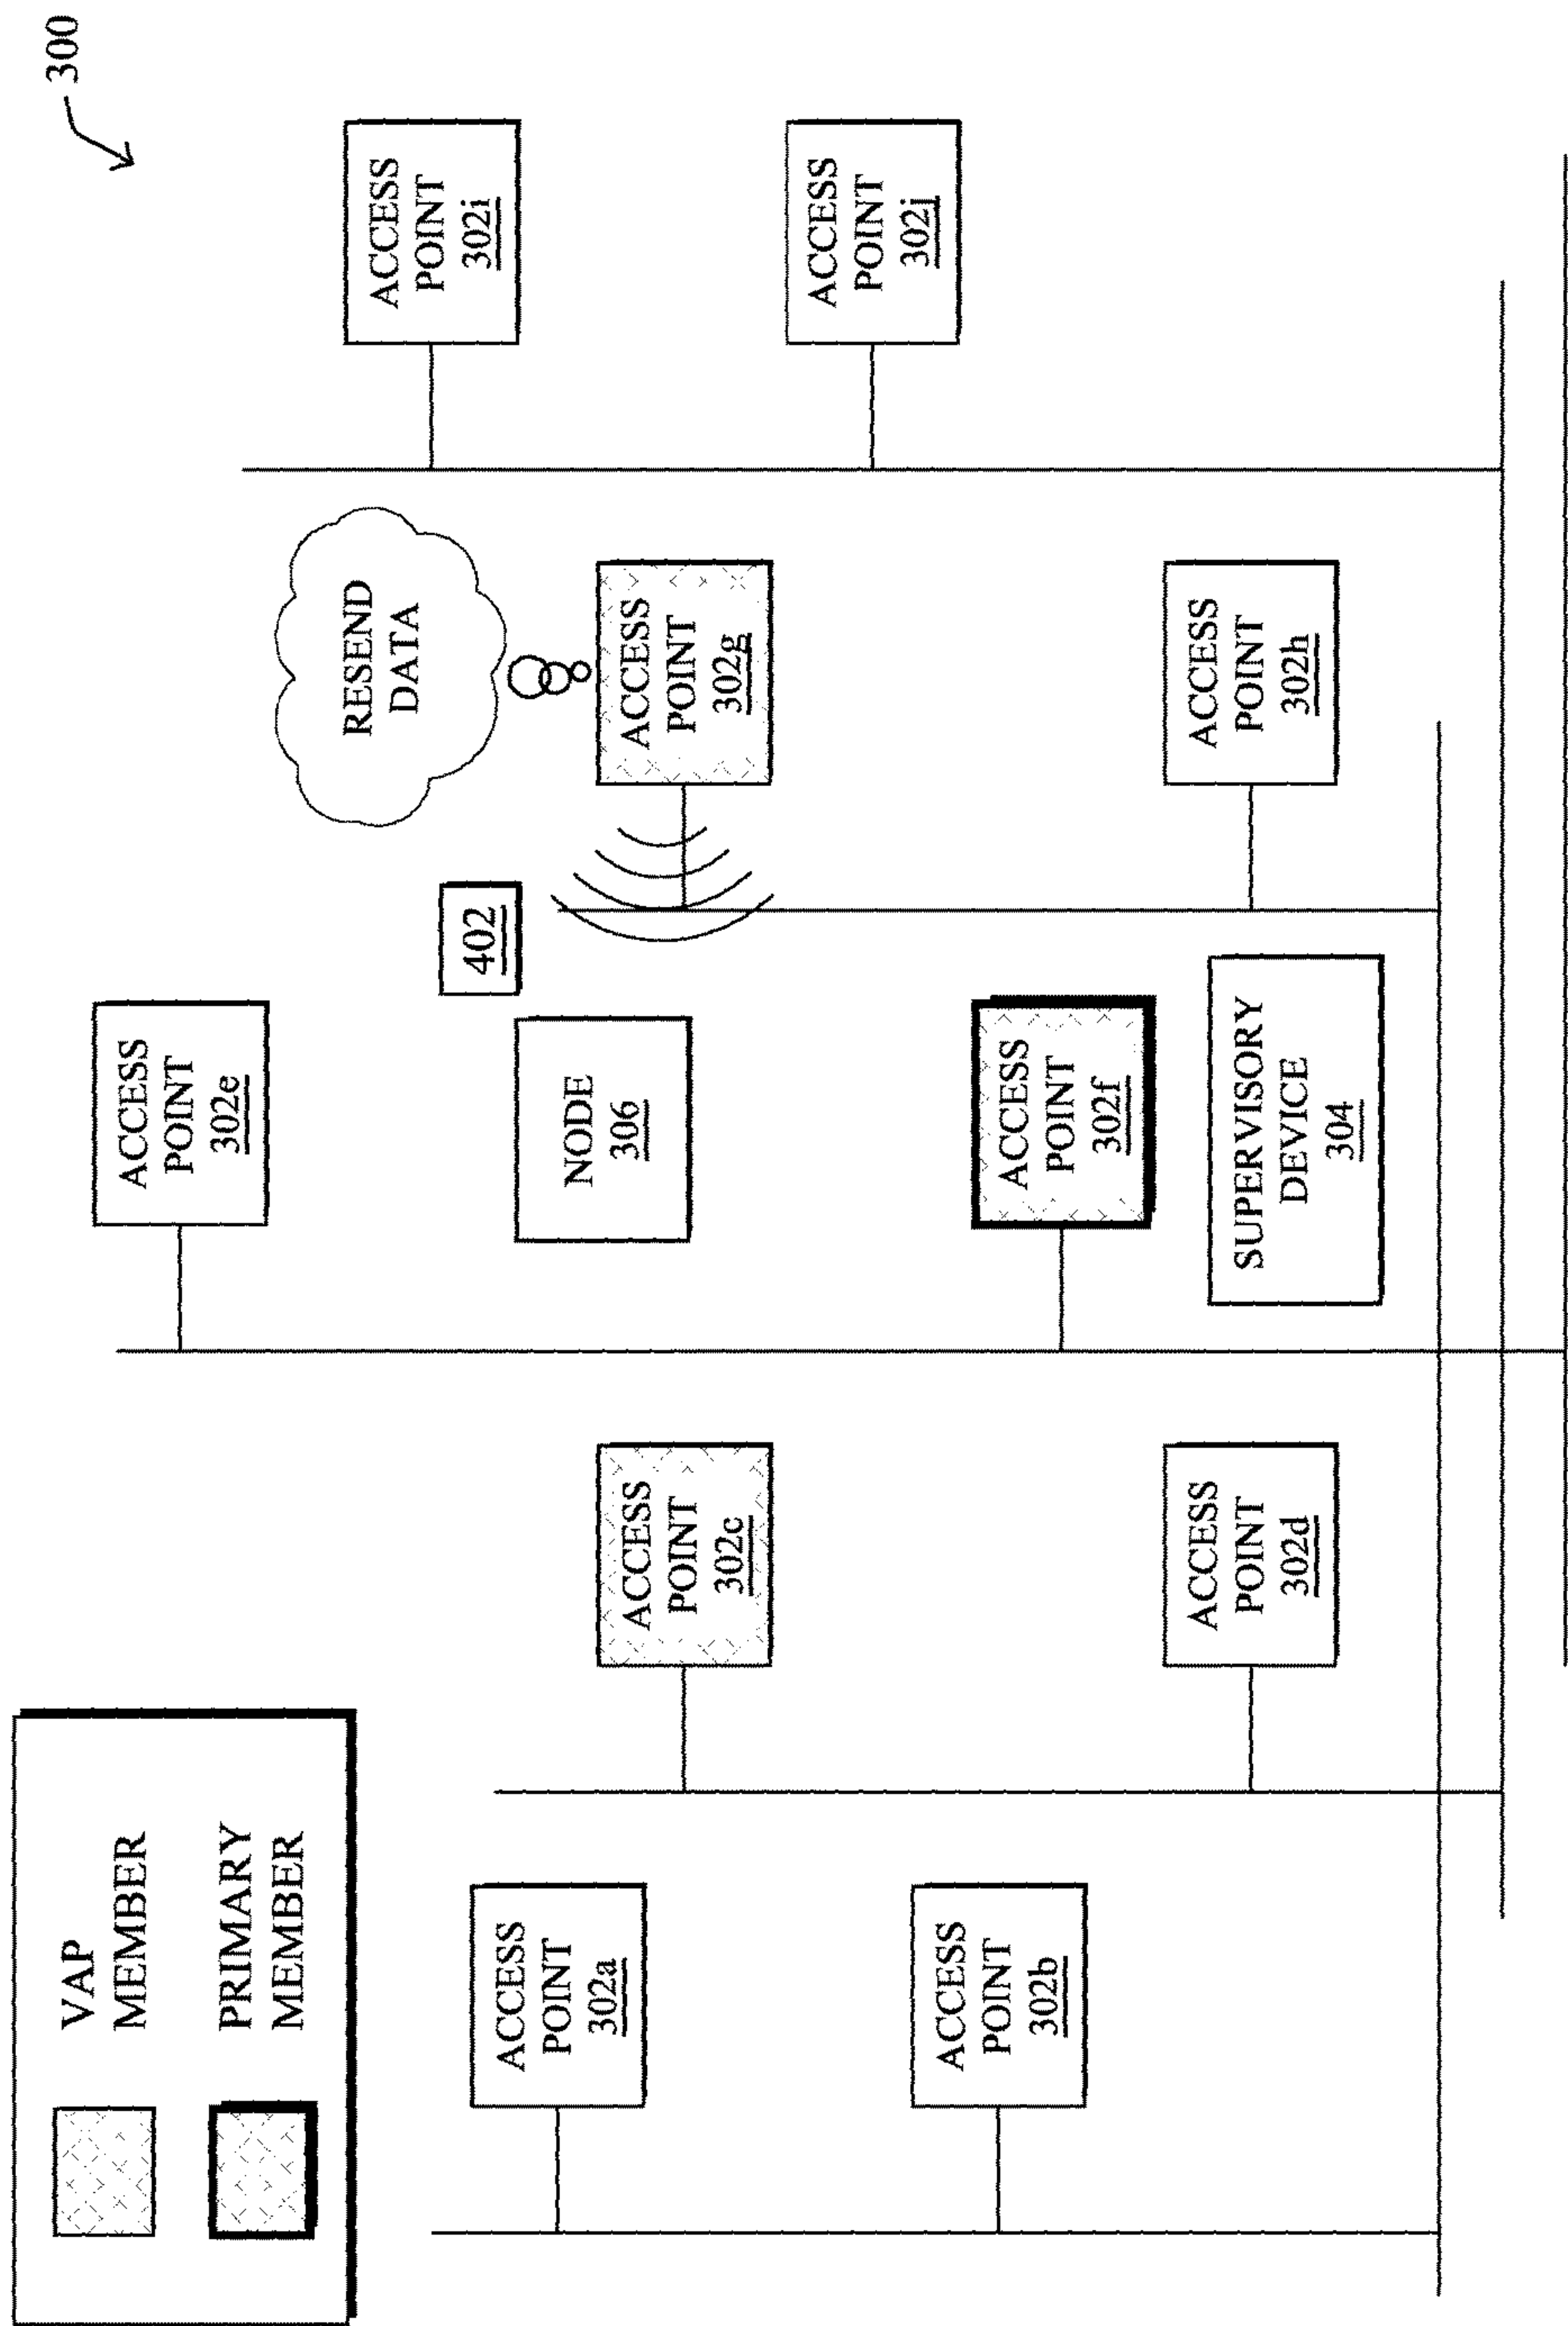 VAP
MEMBER
PRIMARY
MEMBER
300
ACCESS
POINT
302e
RESEND
DATA
ACCESS
POINT
302i
402
ACCESS
POINT
302a
NODE
306
ACCESS
POINT
302c
ACCESS
POINT
302g
ACCESS
POINT
302j
ACCESS
POINT
302b
ACCESS
POINT
302f
ACCESS
POINT
302d
SUPERVISORY
DEVICE
304
ACCESS
POINT
302h